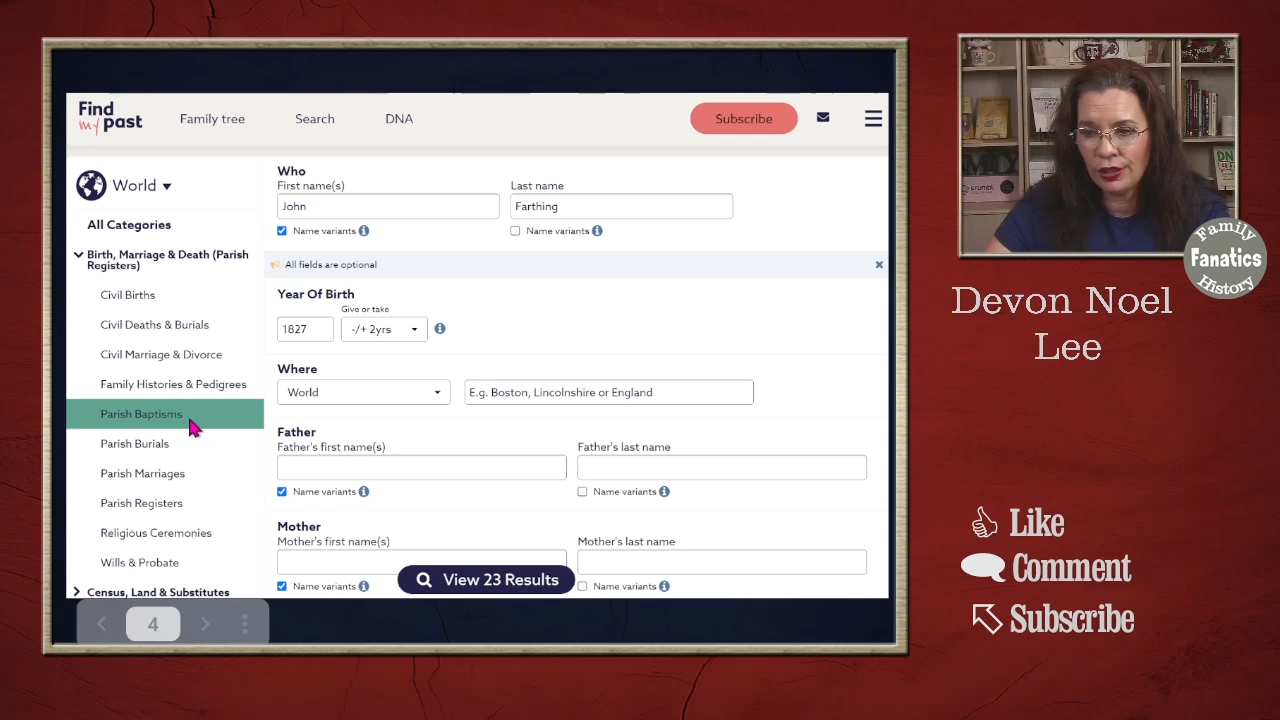 Find
my past
Family tree
Search
DNA
Subscribe
World
All Categories
Birth, Marriage & Death (Parish
Registers)
Civil Births
Civil Deaths & Burials
Civil Marriage & Divorce
Family Histories & Pedigrees
Parish Baptisms
Parish Burials
Parish Marriages
Parish Registers
Religious Ceremonies
Wills & Probate
Census, Land & Substitutes
Who
First name(s)
Last name
John
Farthing
Name variants
Name variants
All fields are optional
Year Of Birth
Give or take
1827
-/+ 2yrs
Where
World
E.g. Boston, Lincolnshire or England
Father
Father's first name(s)
Father's last name
Name variants
Name variants
Mother
Mother's first name(s)
Mother's last name
Name variants
View 23 Results
Name variants
4
Family
Fanatics
History
Devon Noel
Lee
Like
Comment
Subscribe